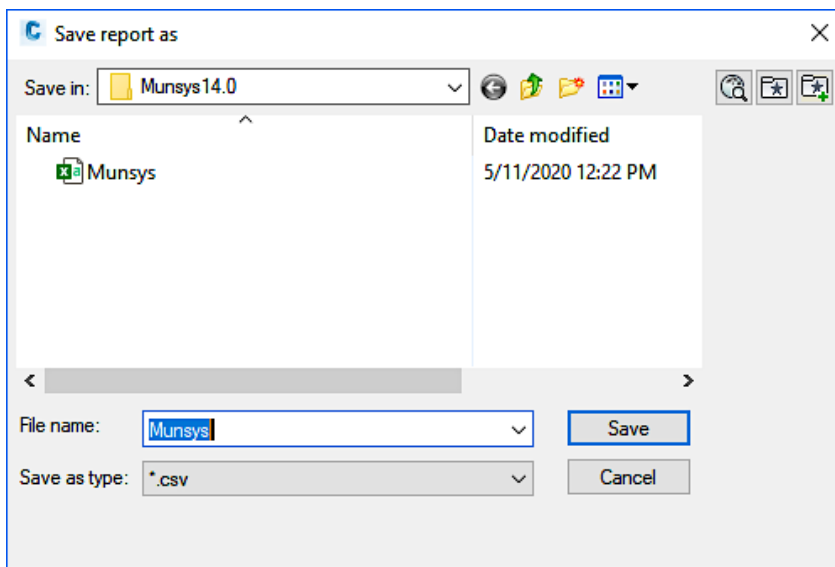 Save report as
Save in: Munsys14.0
Name Date modified
Munsys 5/11/2020 12:22 PM
File name: Munsys Save
Save as type: *.csv Cancel